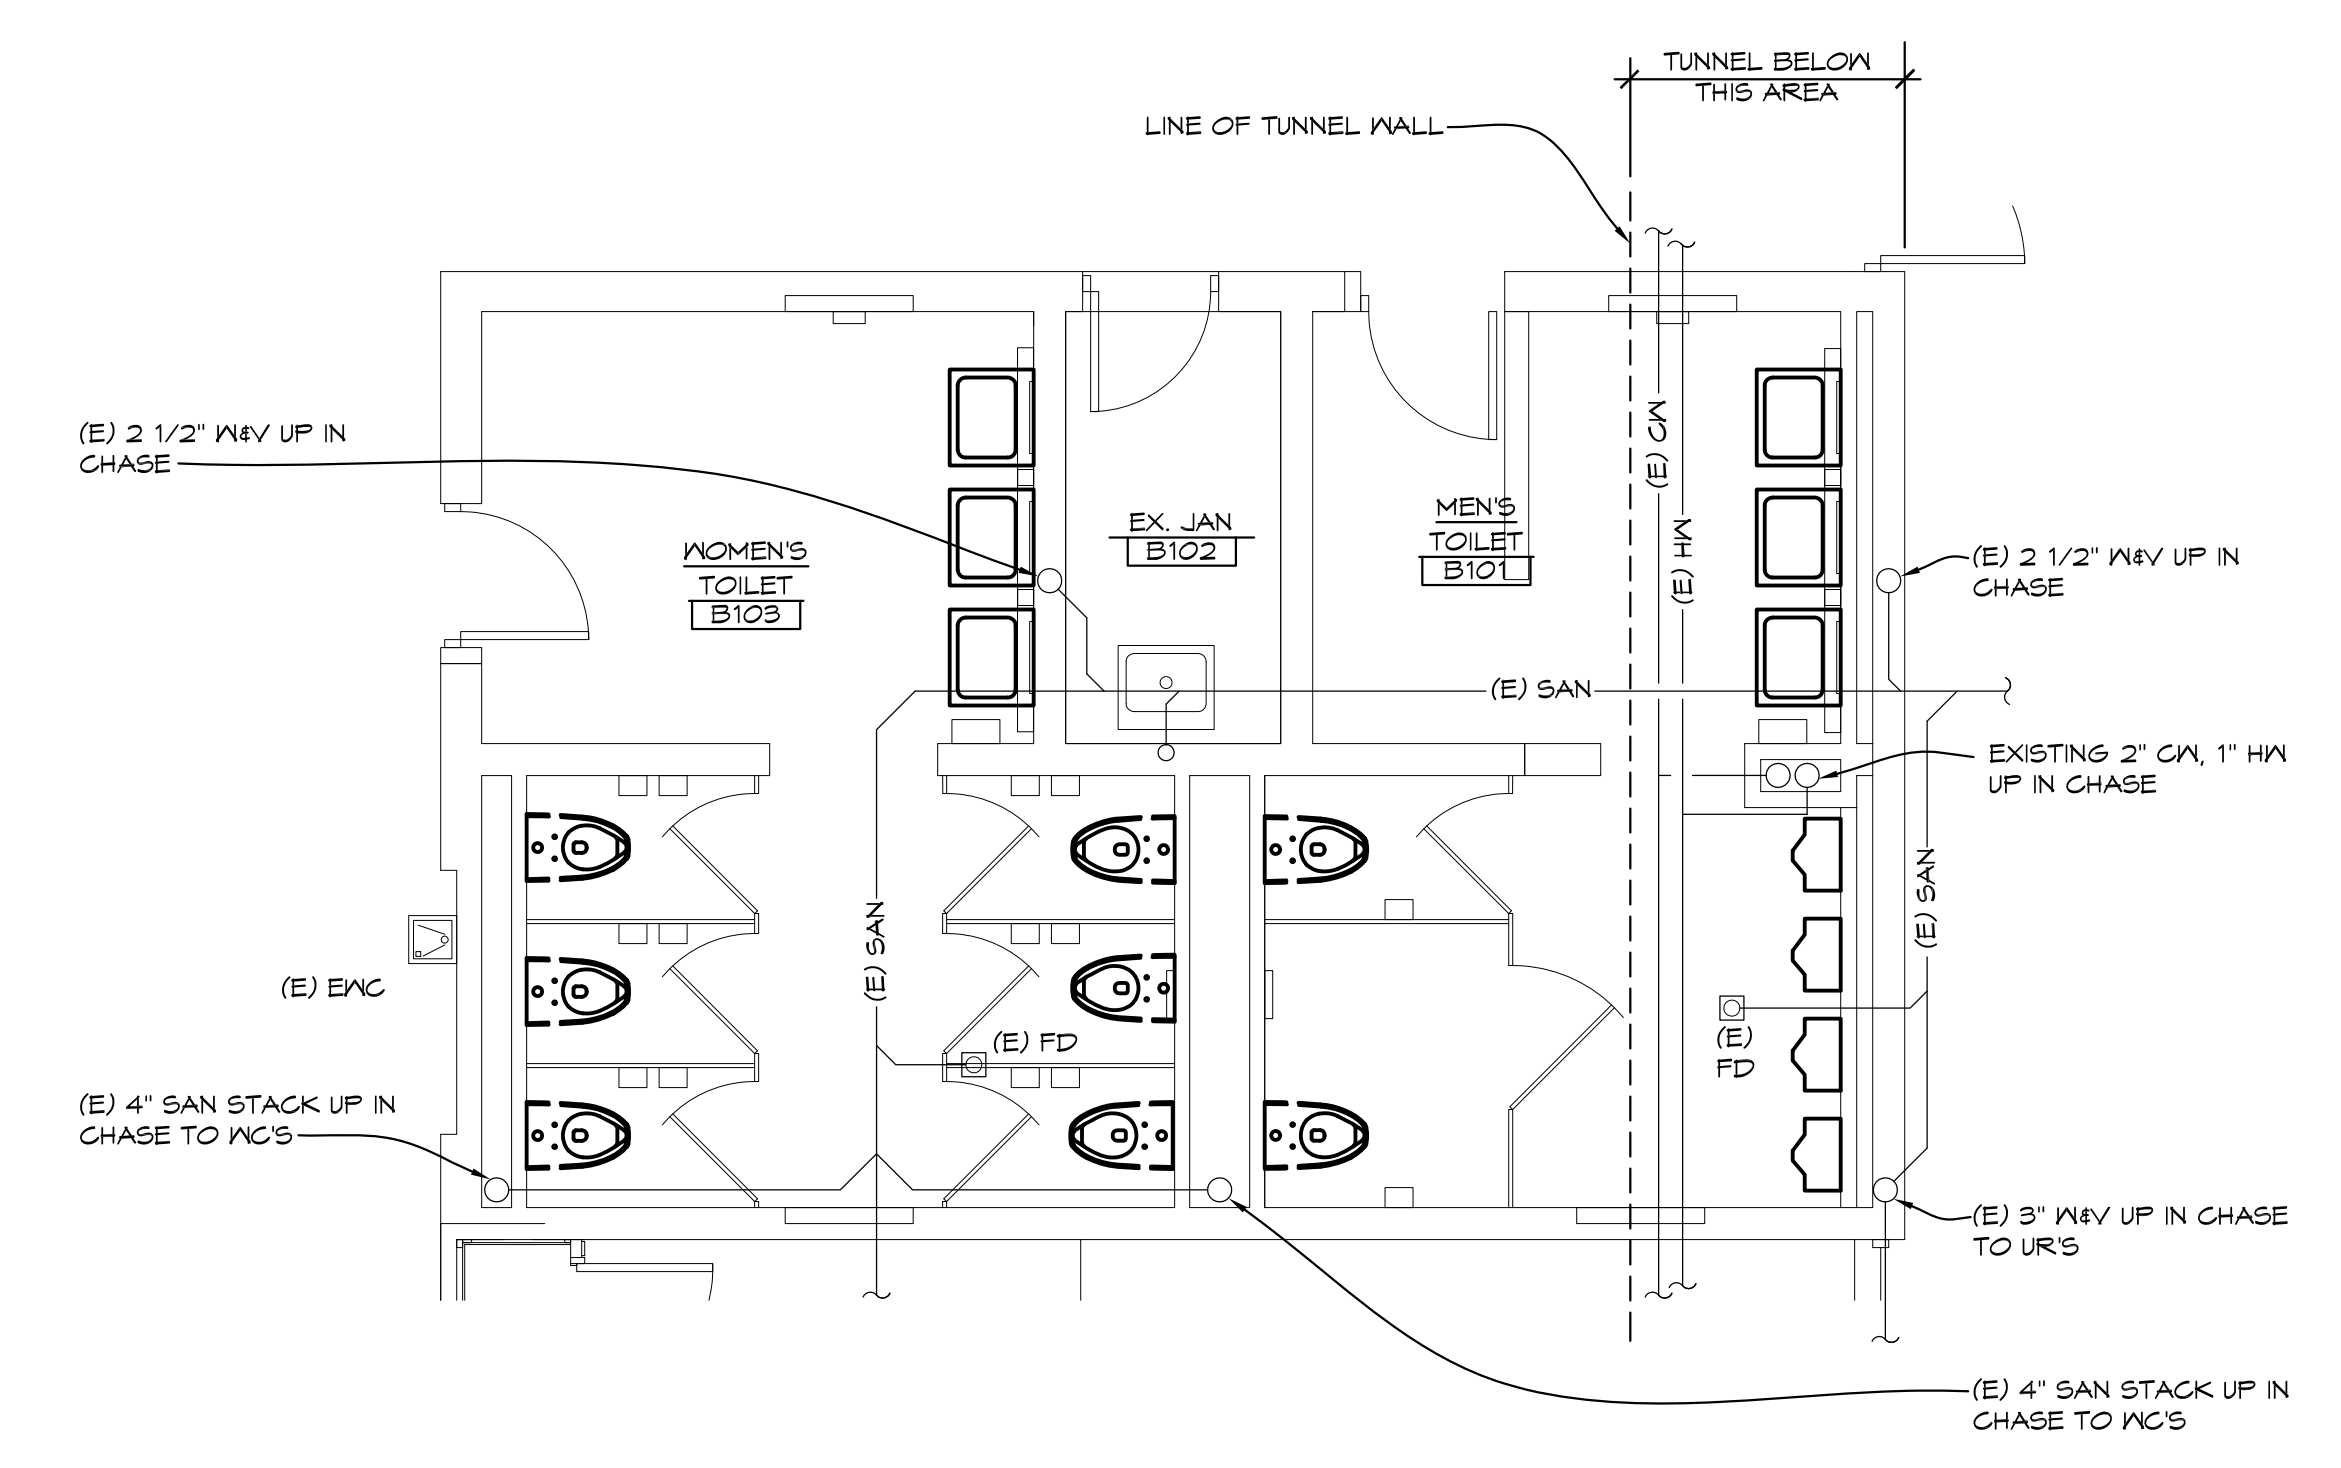 TUNNEL BELOW
THIS AREA
LINE OF TUNNEL WALL
(E) 2 1/2" W&V UP IN
CHASE
(E) CW
(E) HW
EX. JAN
B102
MEN'S
TOILET
B101
WOMEN'S
TOILET
B103
(E) 2 1/2" W&V UP IN
CHASE
(E) SAN
EXISTING 2" CW, 1" HW
UP IN CHASE
(E) SAN
(E) SAN
(E) EWC
(E) FD
(E)
FD
(E) 4" SAN STACK UP IN
CHASE TO WC'S
(E) 3" W&V UP IN CHASE
TO UR'S
(E) 4" SAN STACK UP IN
CHASE TO WC'S